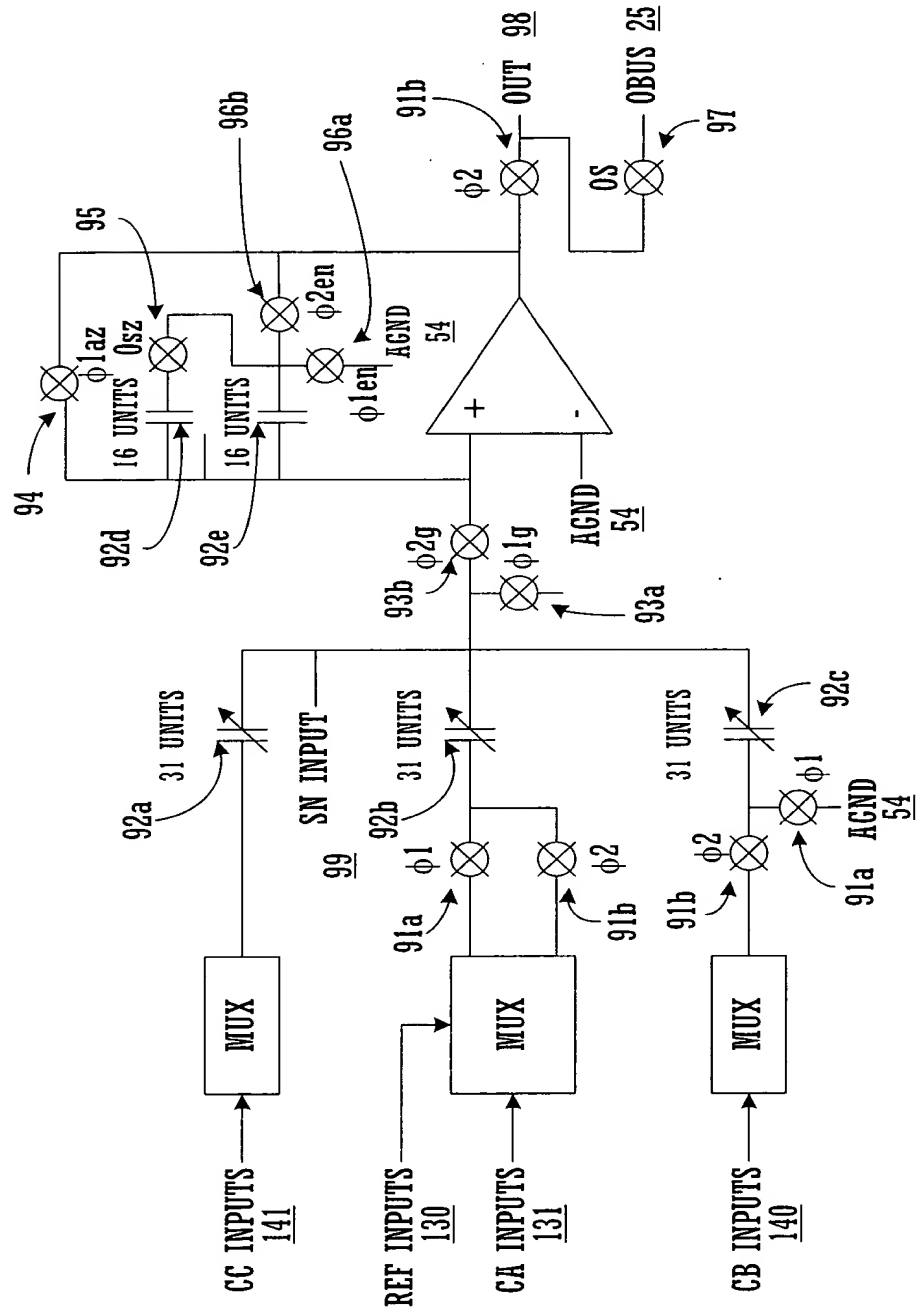 CC INPUTS
141
MUX
92a
31 UNITS
SN INPUT
REF INPUTS
130
CA INPUTS
131
MUX
99
ϕ1
91a
ϕ2
91b
31 UNITS
92b
CB INPUTS
140
MUX
ϕ2
91b
ϕ1
91a
AGND
54
31 UNITS
92c
ϕ2g
93b
ϕ1g
93a
94
ϕ1az
16 UNITS
92d
Osz
95
16 UNITS
92e
ϕ2en
96b
ϕ1en
96a
AGND
54
+
-
AGND
54
ϕ2
91b
OUT 98
OS
OBUS 25
97